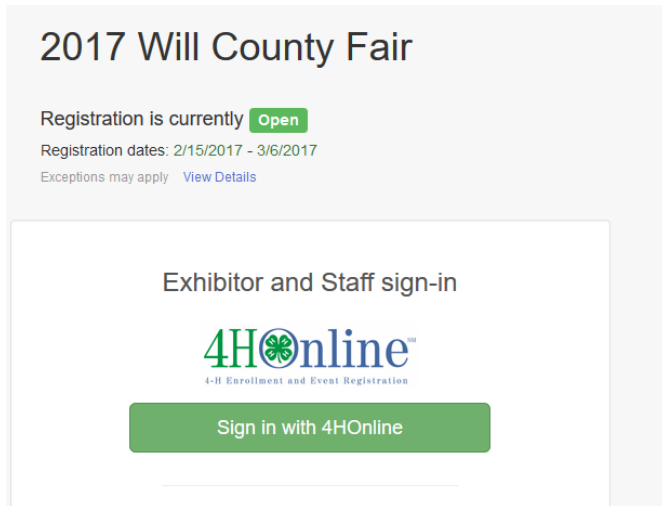 2017 Will County Fair
Registration is currently Open
Registration dates: 2/15/2017 - 3/6/2017
Exceptions may apply View Details
Exhibitor and Staff sign-in
4HOnline SM
4-H Enrollment and Event Registration
Sign in with 4HOnline